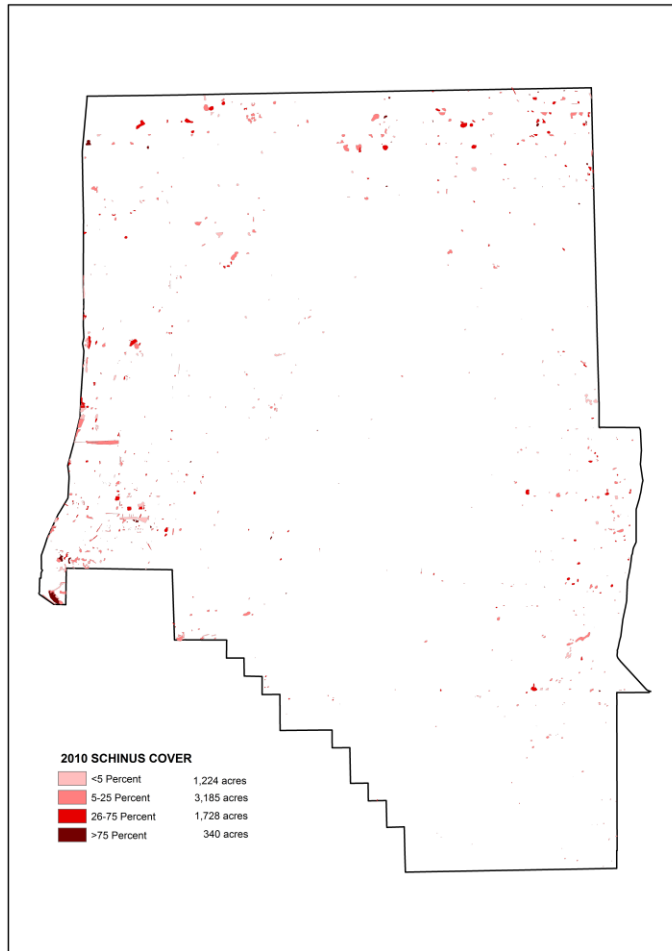 2010 SCHINUS COVER
<5 Percent 1,224 acres
5-25 Percent 3,185 acres
26-75 Percent 1,728 acres
>75 Percent 340 acres